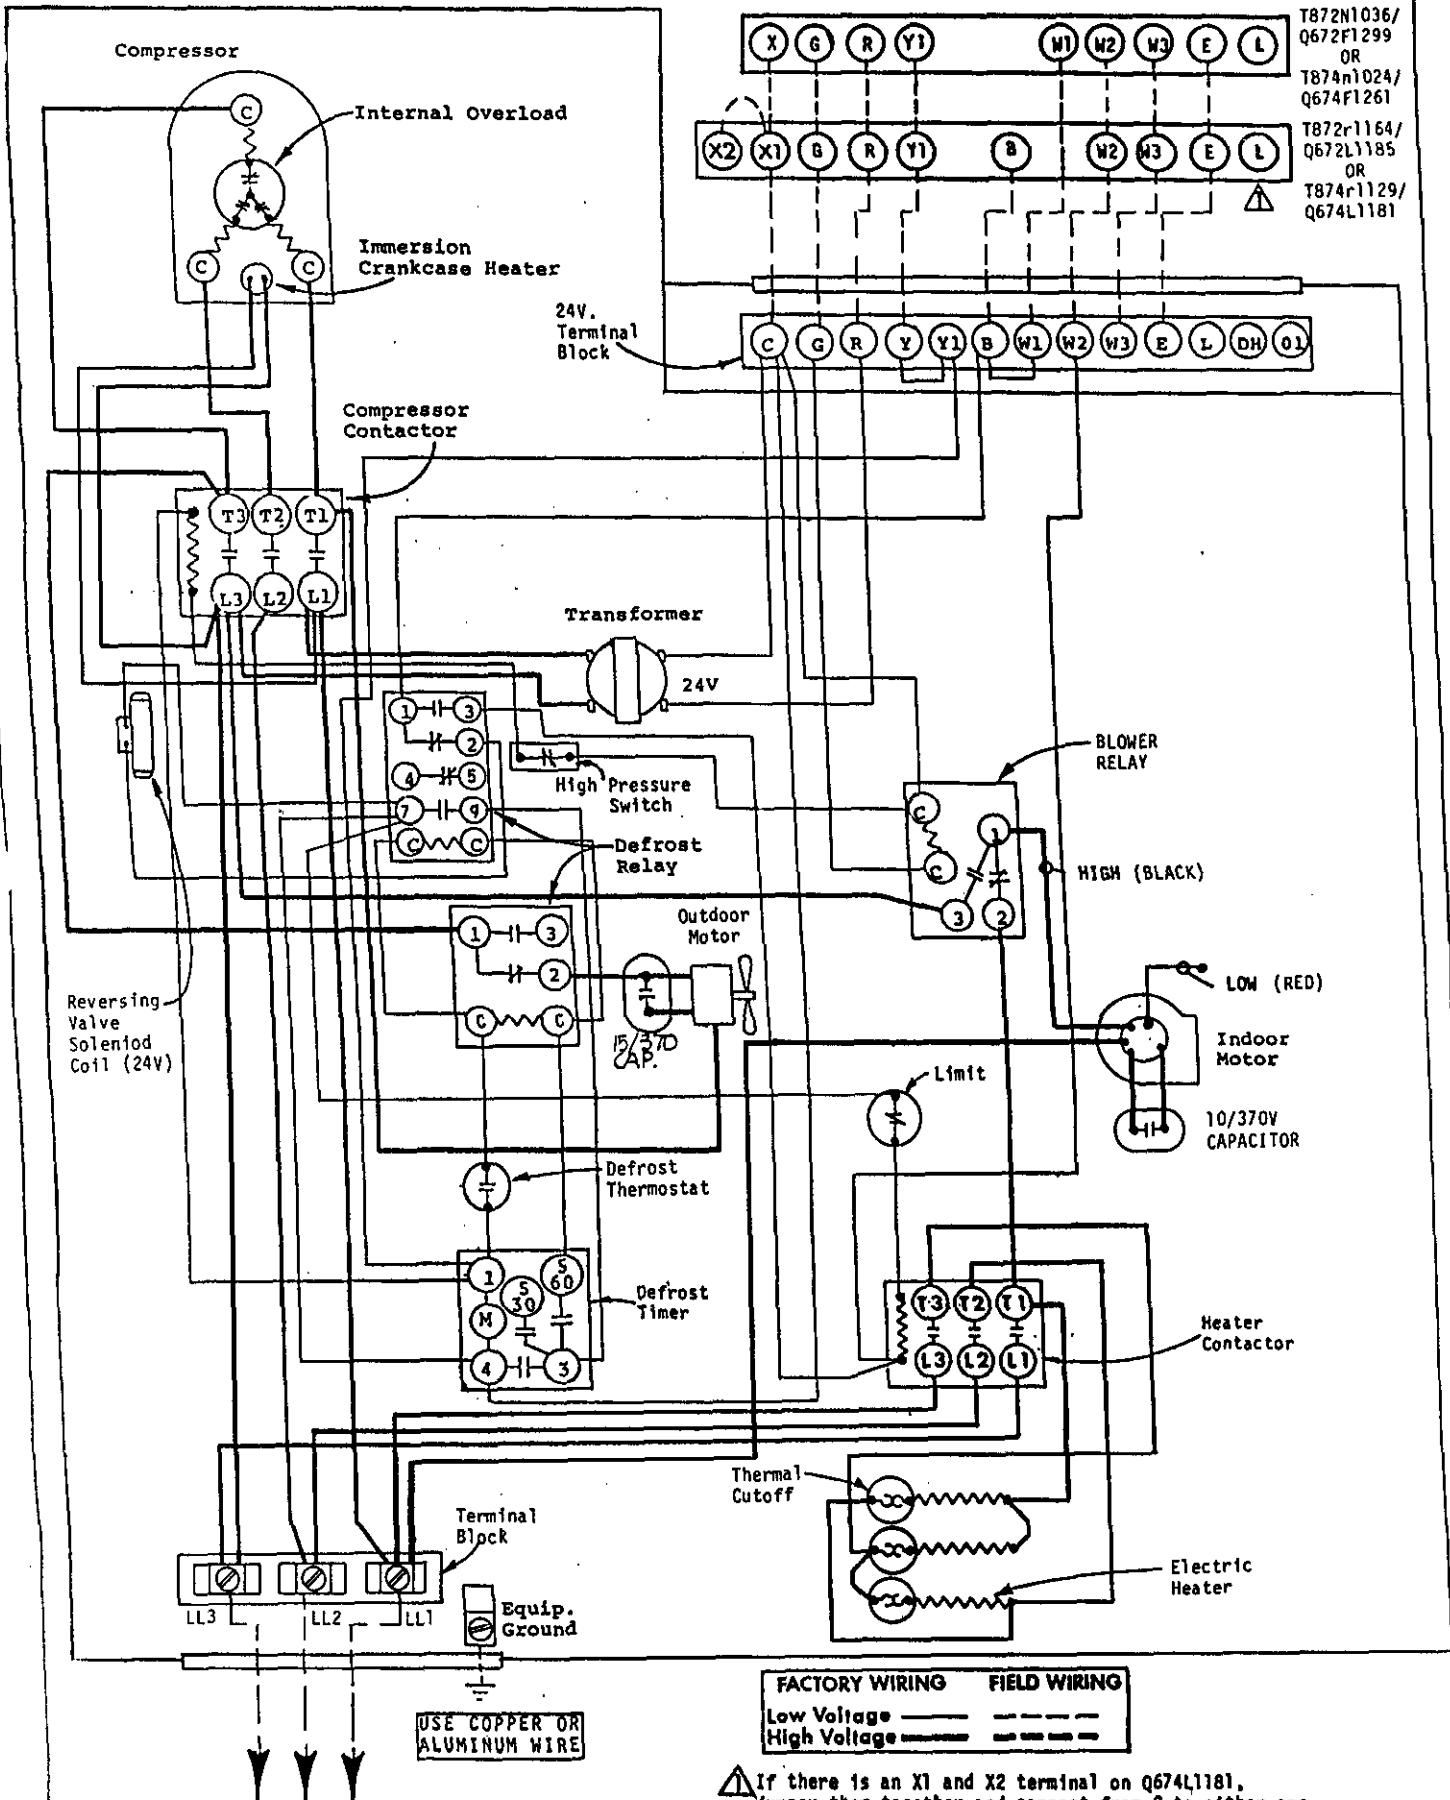 Compressor
C
Internal Overload
C
C
Immersion
Crankcase Heater
X G R Y1 W1 W2 W3 E L
T872N1036/
Q672F1299
OR
T874n1024/
Q674F1261
X2 X1 G R Y1 B W2 W3 E L
T872r1164/
Q672L1185
OR
T874r1129/
Q674L1181
1
24V.
Terminal
Block
C G R Y Y1 B W1 W2 W3 E L DH O1
Compressor
Contactor
T3 T2 T1
L3 L2 L1
Transformer
24V
1 3
2
4 5
7 9
C C
High Pressure
Switch
Defrost
Relay
BLOWER
RELAY
C
1
C
3 2
HIGH (BLACK)
1 3
2
C C
Outdoor
Motor
15/370
CAP.
Reversing
Valve
Soleniod
Coil (24V)
LOW (RED)
Indoor
Motor
10/370V
CAPACITOR
Limit
Defrost
Thermostat
1
S
30
S
60
M
4 3
Defrost
Timer
T3 T2 T1
L3 L2 L1
Heater
Contactor
Thermal
Cutoff
Electric
Heater
Terminal
Block
LL3 LL2 LL1
Equip.
Ground
USE COPPER OR
ALUMINUM WIRE
FACTORY WIRING FIELD WIRING
Low Voltage
High Voltage
1 If there is an X1 and X2 terminal on Q674L1181,